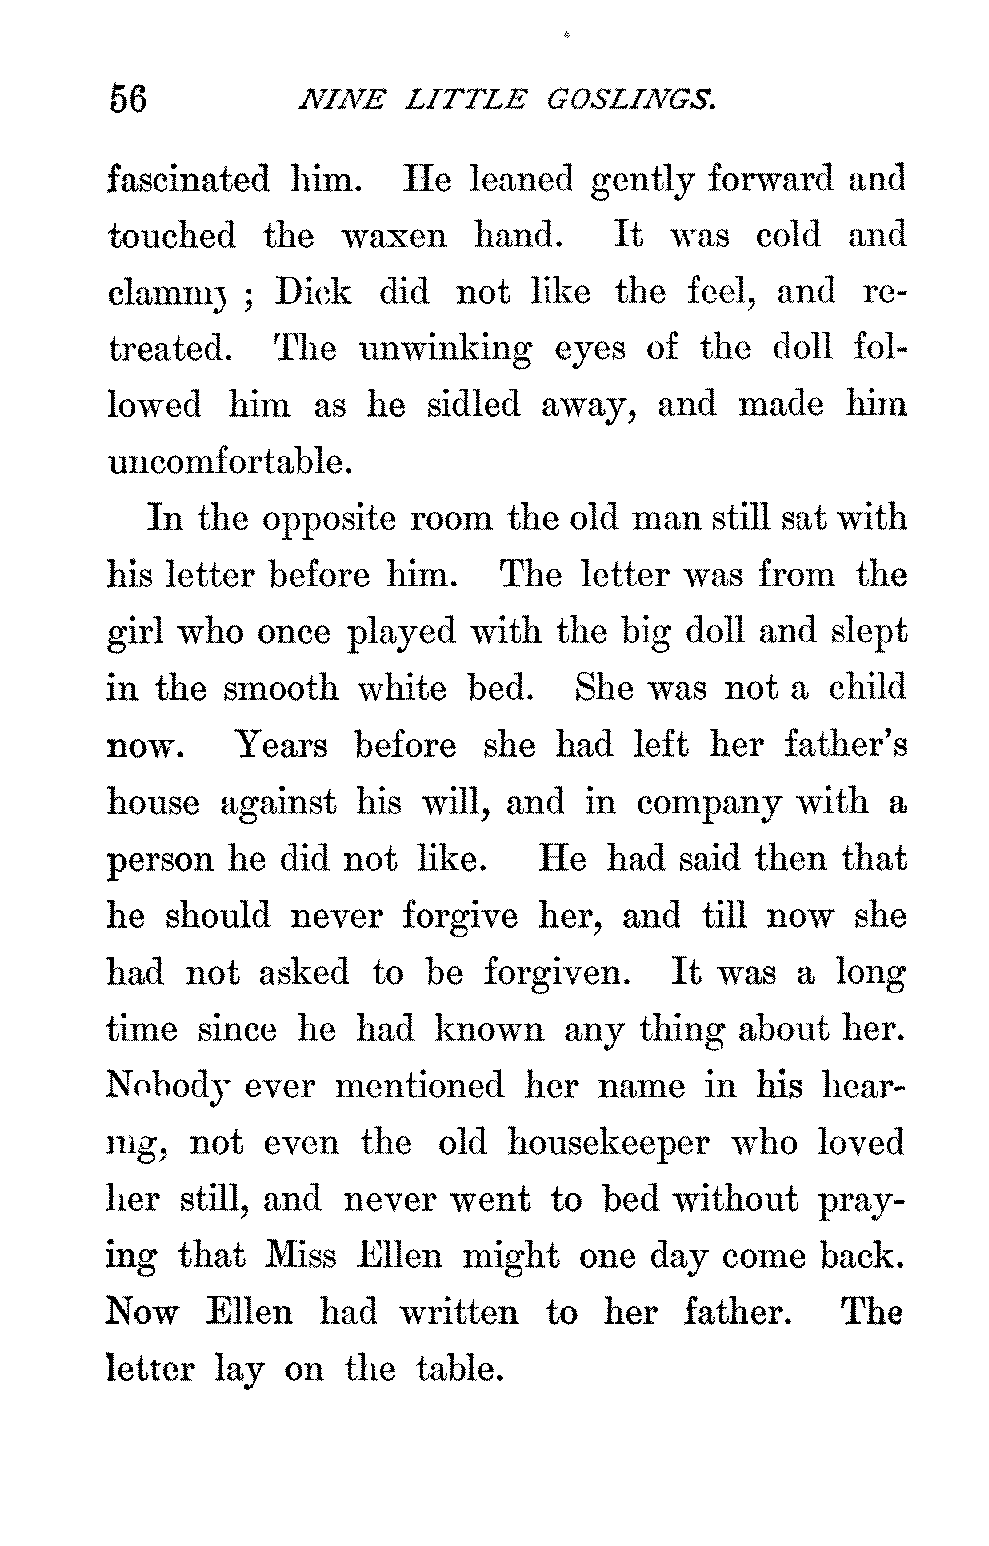 56 NINE LITTLE GOSLINGS.
fascinated him. He leaned gently forward and
touched the waxen hand. It was cold and
clammy ; Dick did not like the feel, and re-
treated. The unwinking eyes of the doll fol-
lowed him as he sidled away, and made him
uncomfortable.
In the opposite room the old man still sat with
his letter before him. The letter was from the
girl who once played with the big doll and slept
in the smooth white bed. She was not a child
now. Years before she had left her father's
house against his will, and in company with a
person he did not like. He had said then that
he should never forgive her, and till now she
had not asked to be forgiven. It was a long
time since he had known any thing about her.
Nobody ever mentioned her name in his hear-
ing, not even the old housekeeper who loved
her still, and never went to bed without pray-
ing that Miss Ellen might one day come back.
Now Ellen had written to her father. The
letter lay on the table.